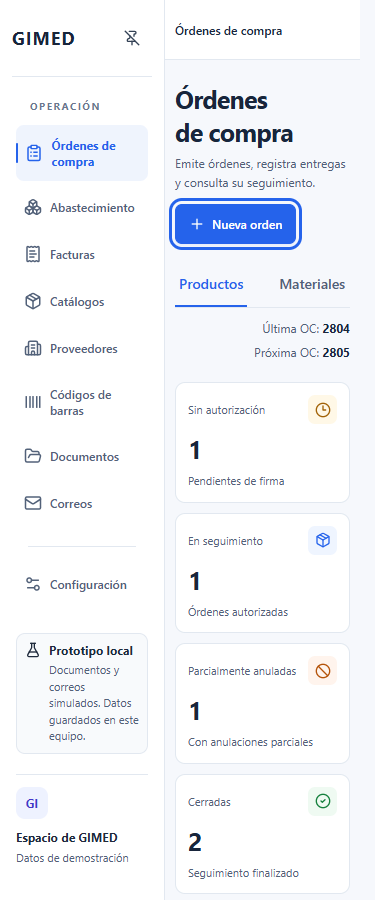 GIMED
OPERACIÓN
Órdenes de
compra
Abastecimiento
Facturas
Catálogos
Proveedores
Códigos de
barras
Documentos
Correos
Configuración
Prototipo local
Documentos y
correos
simulados. Datos
guardados en este
equipo.
GI
Espacio de GIMED
Datos de demostración
Órdenes de compra
Órdenes
de compra
Emite órdenes, registra entregas
y consulta su seguimiento.
Nueva orden
Productos Materiales
Última OC: 2804
Próxima OC: 2805
Sin autorización
1
Pendientes de firma
En seguimiento
1
Órdenes autorizadas
Parcialmente anuladas
1
Con anulaciones parciales
Cerradas
2
Seguimiento finalizado